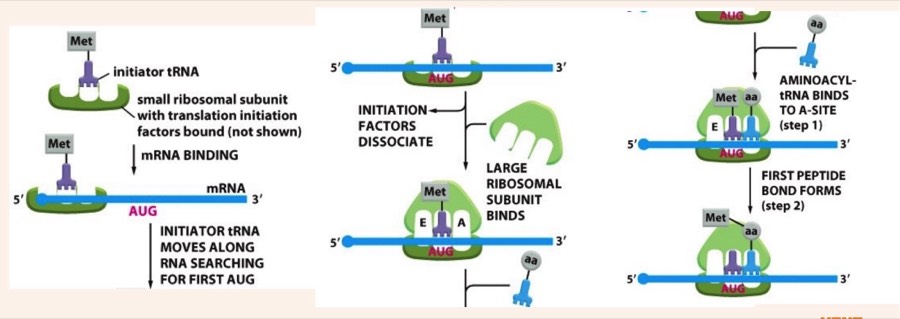 Met
initiator tRNA
small ribosomal subunit
with translation initiation
factors bound (not shown)
Met
mRNA BINDING
mRNA
5′ 3′
AUG
INITIATOR tRNA
MOVES ALONG
RNA SEARCHING
FOR FIRST AUG
Met
5′ 3′
AUG
INITIATION
FACTORS
DISSOCIATE
LARGE
RIBOSOMAL
SUBUNIT
BINDS
Met
E A
5′ 3′
AUG
aa
AUG
aa
AMINOACYL-
tRNA BINDS
TO A-SITE
(step 1)
Met aa
E
5′ 3′
AUG
FIRST PEPTIDE
BOND FORMS
(step 2)
Met
aa
5′ 3′
AUG